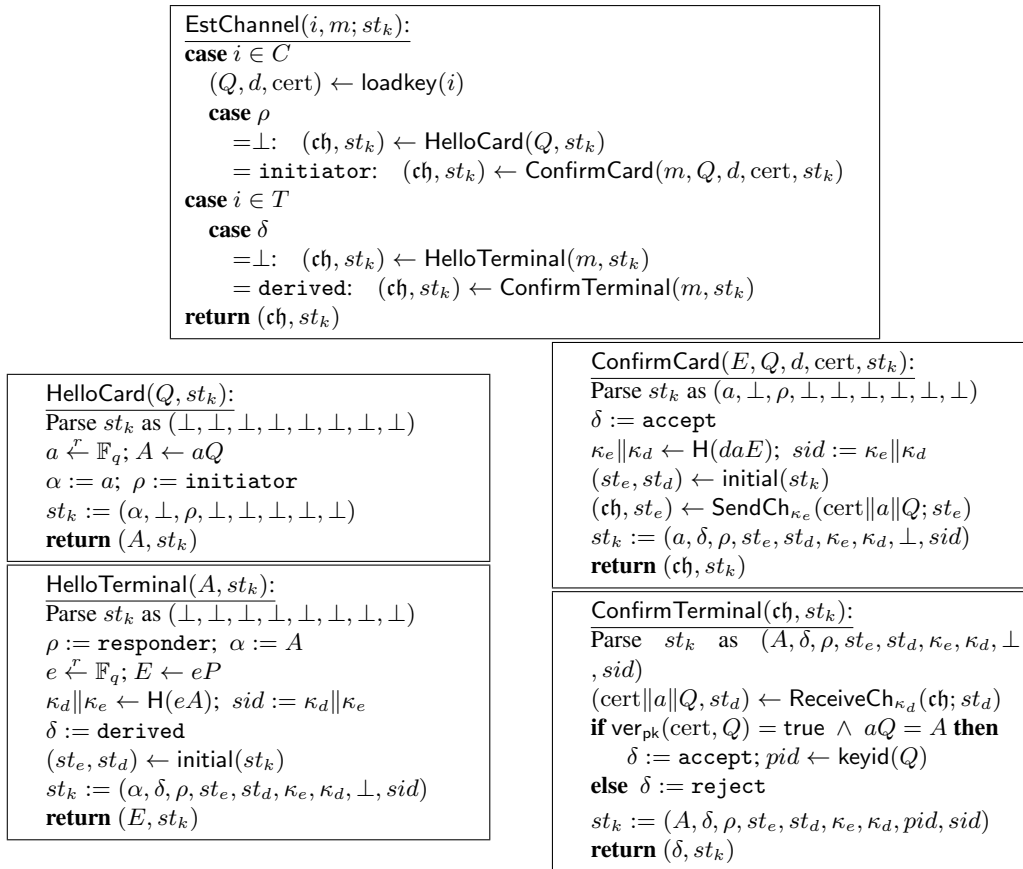 EstChannel(i, m; st_k):
case i ∈ C
(Q, d, cert) ← loadkey(i)
case ρ
=⊥: (𝔠𝔥, st_k) ← HelloCard(Q, st_k)
= initiator: (𝔠𝔥, st_k) ← ConfirmCard(m, Q, d, cert, st_k)
case i ∈ T
case δ
=⊥: (𝔠𝔥, st_k) ← HelloTerminal(m, st_k)
= derived: (𝔠𝔥, st_k) ← ConfirmTerminal(m, st_k)
return (𝔠𝔥, st_k)
HelloCard(Q, st_k):
Parse st_k as (⊥, ⊥, ⊥, ⊥, ⊥, ⊥, ⊥, ⊥)
a ←^r 𝔽_q; A ← aQ
α := a; ρ := initiator
st_k := (α, ⊥, ρ, ⊥, ⊥, ⊥, ⊥, ⊥)
return (A, st_k)
HelloTerminal(A, st_k):
Parse st_k as (⊥, ⊥, ⊥, ⊥, ⊥, ⊥, ⊥, ⊥)
ρ := responder; α := A
e ←^r 𝔽_q; E ← eP
κ_d‖κ_e ← H(eA); sid := κ_d‖κ_e
δ := derived
(st_e, st_d) ← initial(st_k)
st_k := (α, δ, ρ, st_e, st_d, κ_e, κ_d, ⊥, sid)
return (E, st_k)
ConfirmCard(E, Q, d, cert, st_k):
Parse st_k as (a, ⊥, ρ, ⊥, ⊥, ⊥, ⊥, ⊥, ⊥)
δ := accept
κ_e‖κ_d ← H(daE); sid := κ_e‖κ_d
(st_e, st_d) ← initial(st_k)
(𝔠𝔥, st_e) ← SendCh_{κ_e}(cert‖a‖Q; st_e)
st_k := (a, δ, ρ, st_e, st_d, κ_e, κ_d, ⊥, sid)
return (𝔠𝔥, st_k)
ConfirmTerminal(𝔠𝔥, st_k):
Parse st_k as (A, δ, ρ, st_e, st_d, κ_e, κ_d, ⊥
, sid)
(cert‖a‖Q, st_d) ← ReceiveCh_{κ_d}(𝔠𝔥; st_d)
if ver_pk(cert, Q) = true ∧ aQ = A then
δ := accept; pid ← keyid(Q)
else δ := reject
st_k := (A, δ, ρ, st_e, st_d, κ_e, κ_d, pid, sid)
return (δ, st_k)